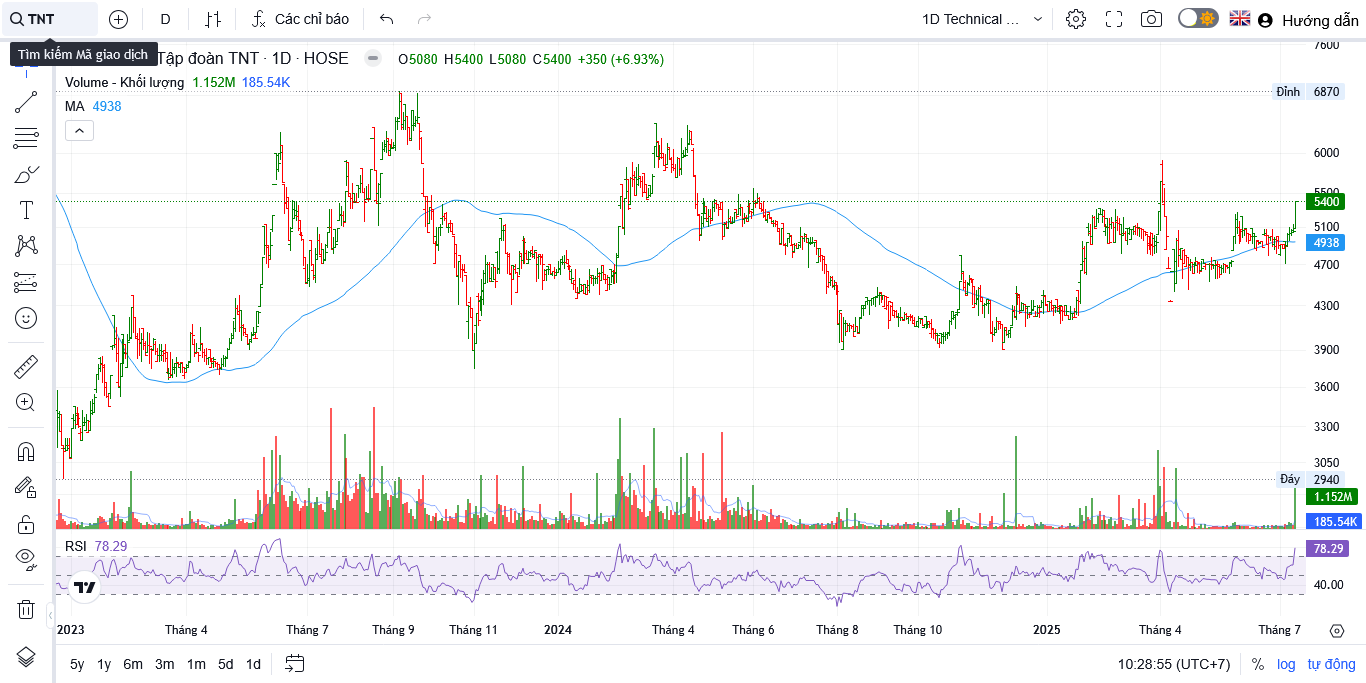 TNT
D
Các chỉ báo
1D Technical ...
Hướng dẫn
Tìm kiếm Mã giao dịch
Tập đoàn TNT · 1D · HOSE
O5080 H5400 L5080 C5400 +350 (+6.93%)
Volume - Khối lượng 1.152M 185.54K
MA 4938
7600
Đỉnh 6870
6000
5500
5400
5100
4938
4700
4300
3900
3600
3300
3050
Đáy 2940
1.152M
185.54K
RSI 78.29
78.29
40.00
2023 Tháng 4 Tháng 7 Tháng 9 Tháng 11 2024 Tháng 4 Tháng 6 Tháng 8 Tháng 10 2025 Tháng 4 Tháng 7
5y 1y 6m 3m 1m 5d 1d
10:28:55 (UTC+7) % log tự động